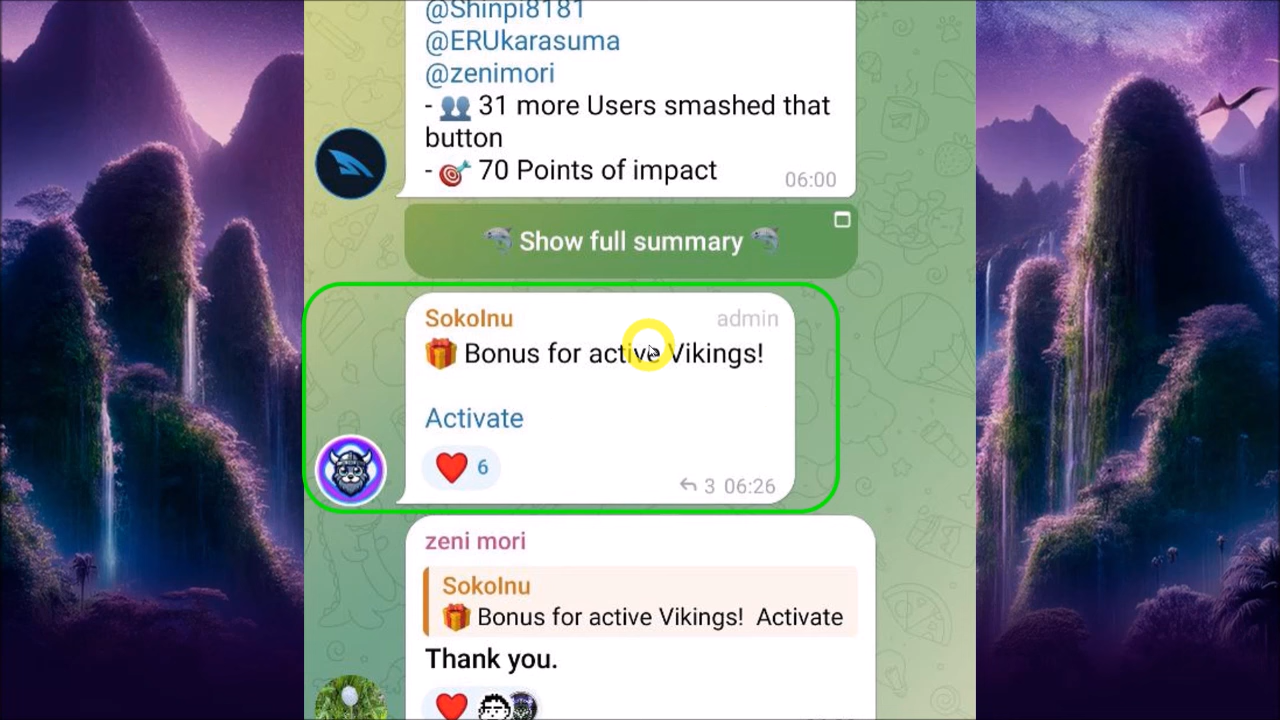 @Shinpi8181
@ERUkarasuma
@zenimori
- 👥 31 more Users smashed that
button
- 🎯 70 Points of impact
06:00
🦈 Show full summary 🦈
SokoInu admin
🎁 Bonus for active Vikings!
Activate
❤️ 6
3 06:26
zeni mori
SokoInu
🎁 Bonus for active Vikings! Activate
Thank you.